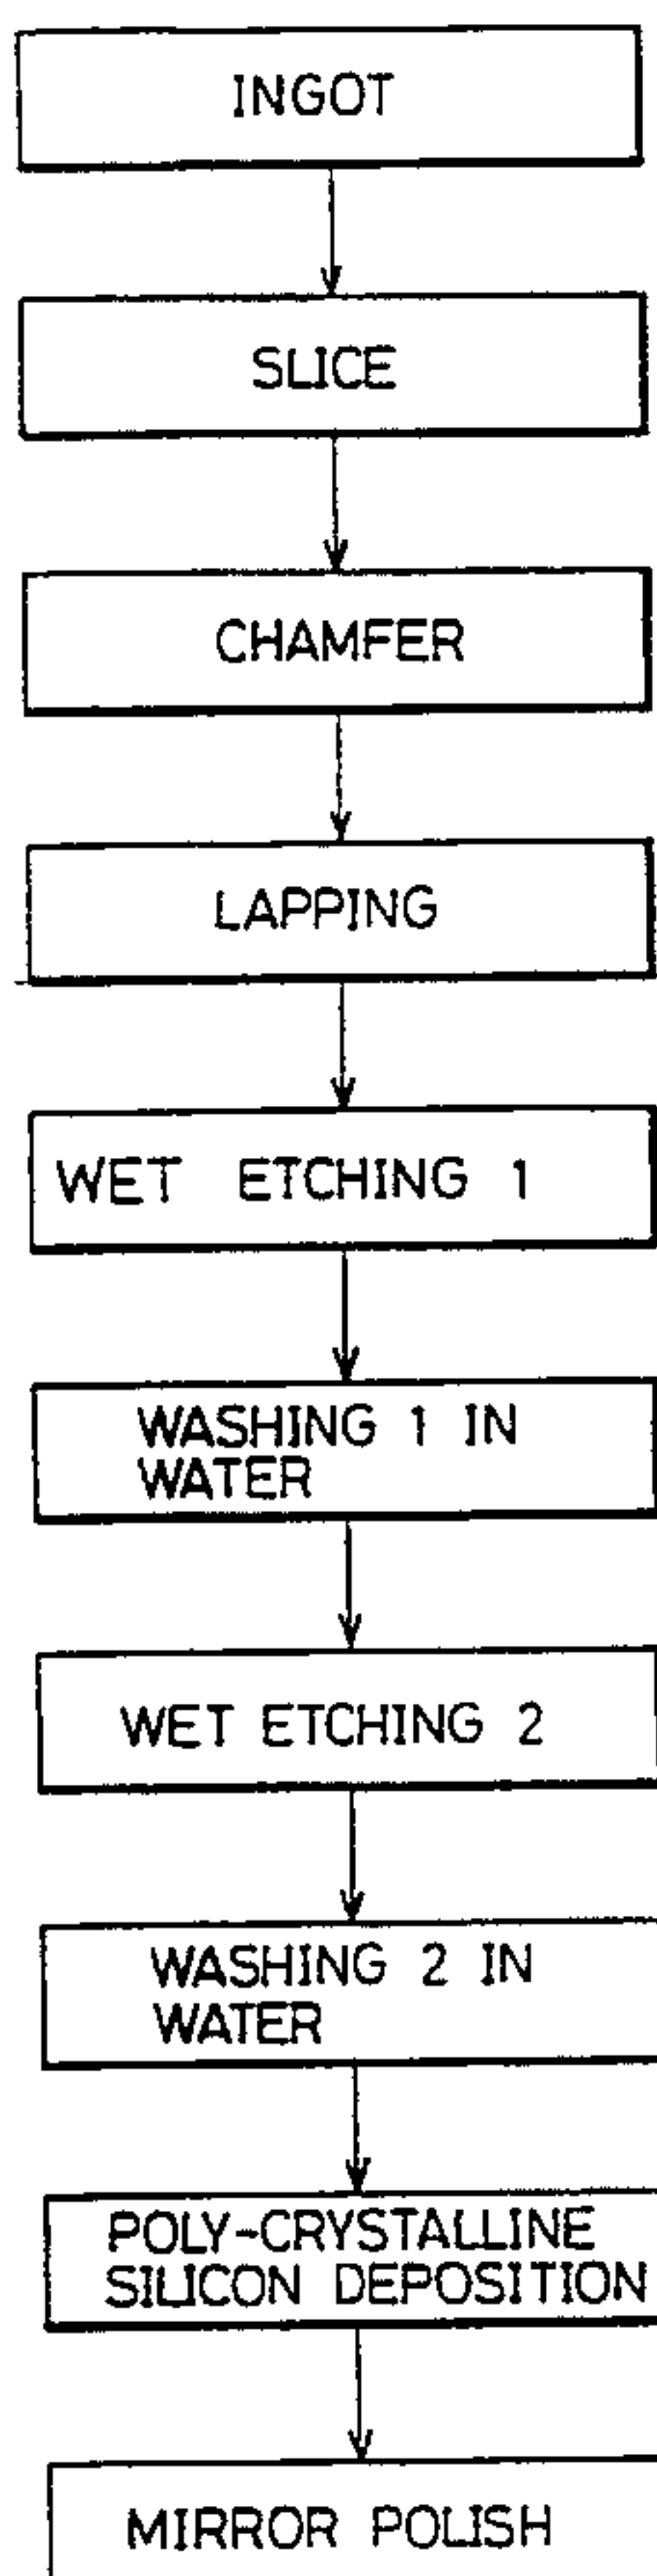 INGOT
SLICE
CHAMFER
LAPPING
WET ETCHING 1
WASHING 1 IN
WATER
WET ETCHING 2
WASHING 2 IN
WATER
POLY-CRYSTALLINE
SILICON DEPOSITION
MIRROR POLISH